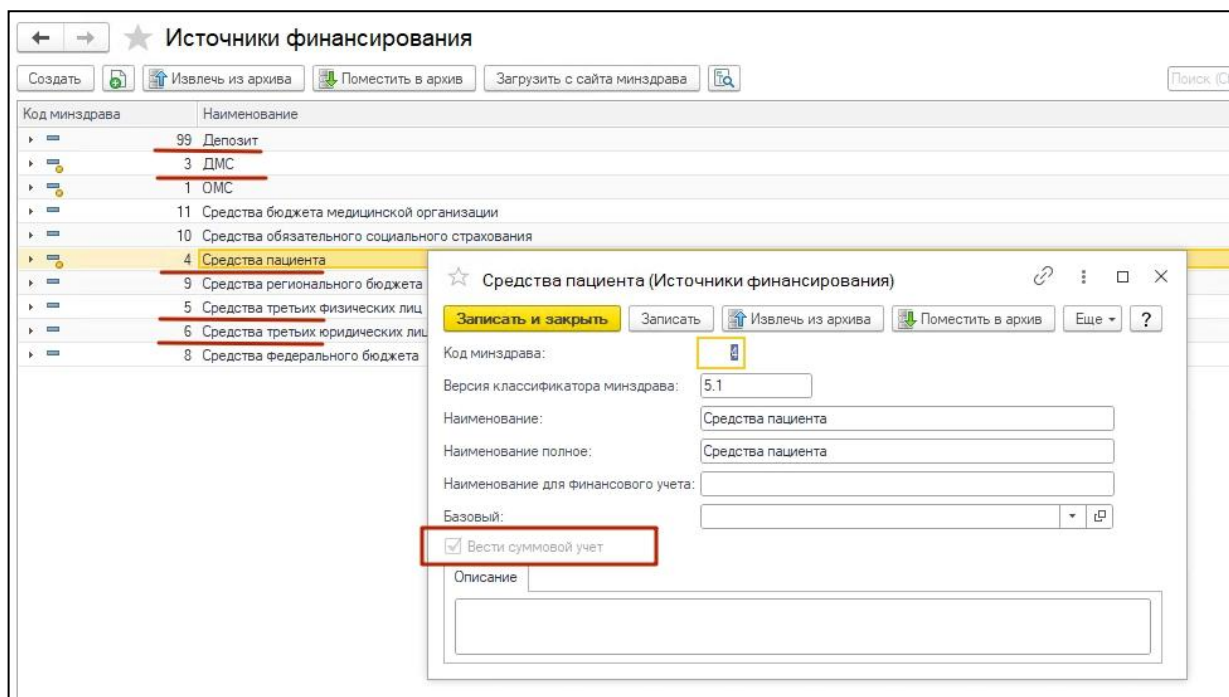 Источники финансирования
Создать Извлечь из архива Поместить в архив Загрузить с сайта минздрава Поиск (C
Код минздрава Наименование
99 Депозит
3 ДМС
1 ОМС
11 Средства бюджета медицинской организации
10 Средства обязательного социального страхования
4 Средства пациента
9 Средства регионального бюджета
5 Средства третьих физических лиц
6 Средства третьих юридических лиц
8 Средства федерального бюджета
Средства пациента (Источники финансирования)
Записать и закрыть Записать Извлечь из архива Поместить в архив Еще ?
Код минздрава: 4
Версия классификатора минздрава: 5.1
Наименование: Средства пациента
Наименование полное: Средства пациента
Наименование для финансового учета:
Базовый:
Вести суммовой учет
Описание